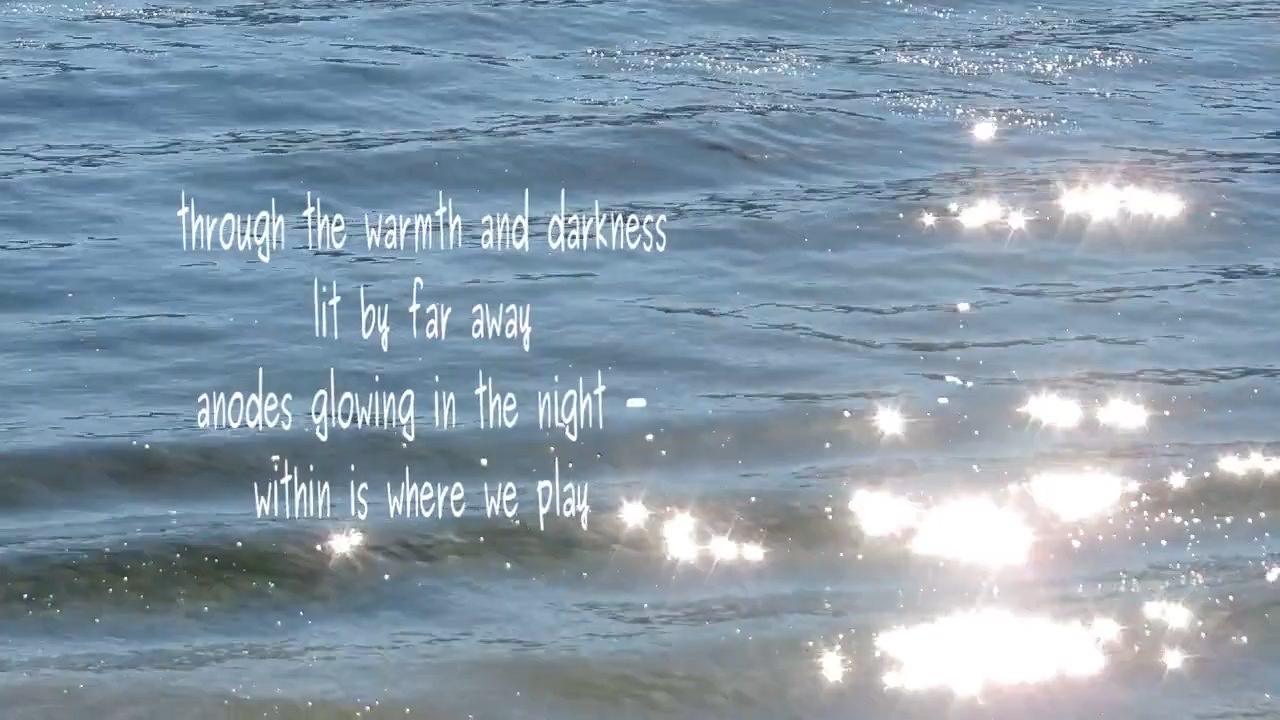 through the warmth and darkness
lit by far away
anodes glowing in the night -
within is where we play